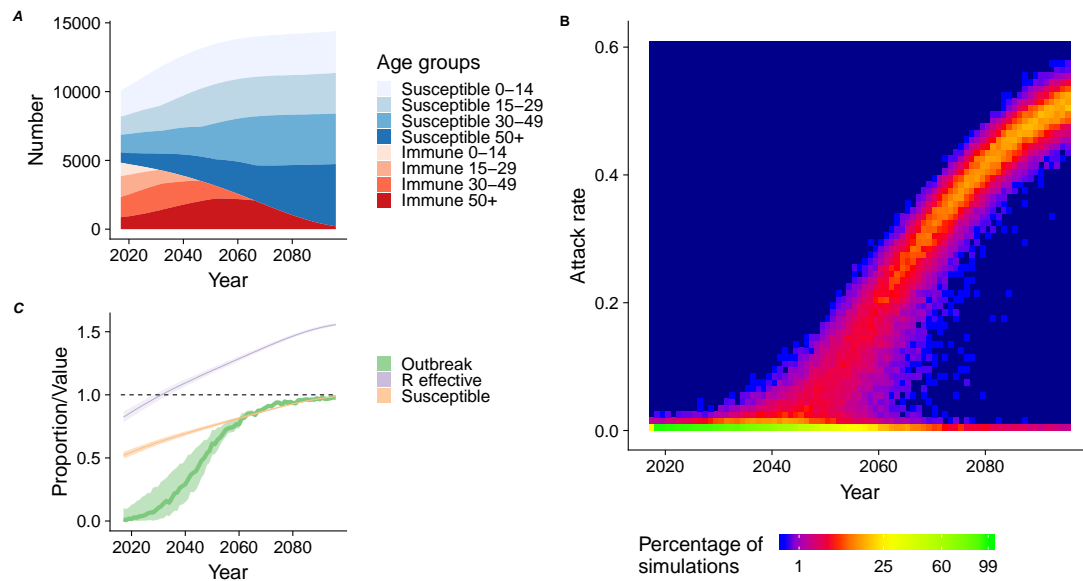 A
15000
10000
5000
0
Number
2020 2040 2060 2080
Year
Age groups
Susceptible 0−14
Susceptible 15−29
Susceptible 30−49
Susceptible 50+
Immune 0−14
Immune 15−29
Immune 30−49
Immune 50+
B
0.6
0.4
0.2
0.0
Attack rate
2020 2040 2060 2080
Year
Percentage of
simulations
1 25 60 99
C
1.5
1.0
0.5
0.0
Proportion/Value
2020 2040 2060 2080
Year
Outbreak
R effective
Susceptible